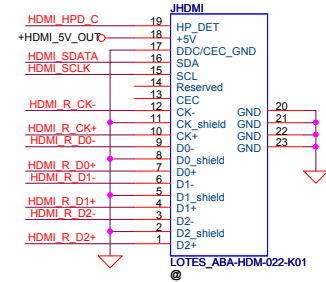 JHDMI
HDMI_HPD_C 19 HP_DET
+HDMI_5V_OUT 18 +5V
17 DDC/CEC_GND
HDMI_SDATA 16 SDA
HDMI_SCLK 15 SCL
14 Reserved
13 CEC
HDMI_R_CK- 12 CK- GND 20
11 CK_shield GND 21
HDMI_R_CK+ 10 CK+ GND 22
HDMI_R_D0- 9 D0- GND 23
8 D0_shield
HDMI_R_D0+ 7 D0+
HDMI_R_D1- 6 D1-
5 D1_shield
HDMI_R_D1+ 4 D1+
HDMI_R_D2- 3 D2-
2 D2_shield
HDMI_R_D2+ 1 D2+
LOTES_ABA-HDM-022-K01
@